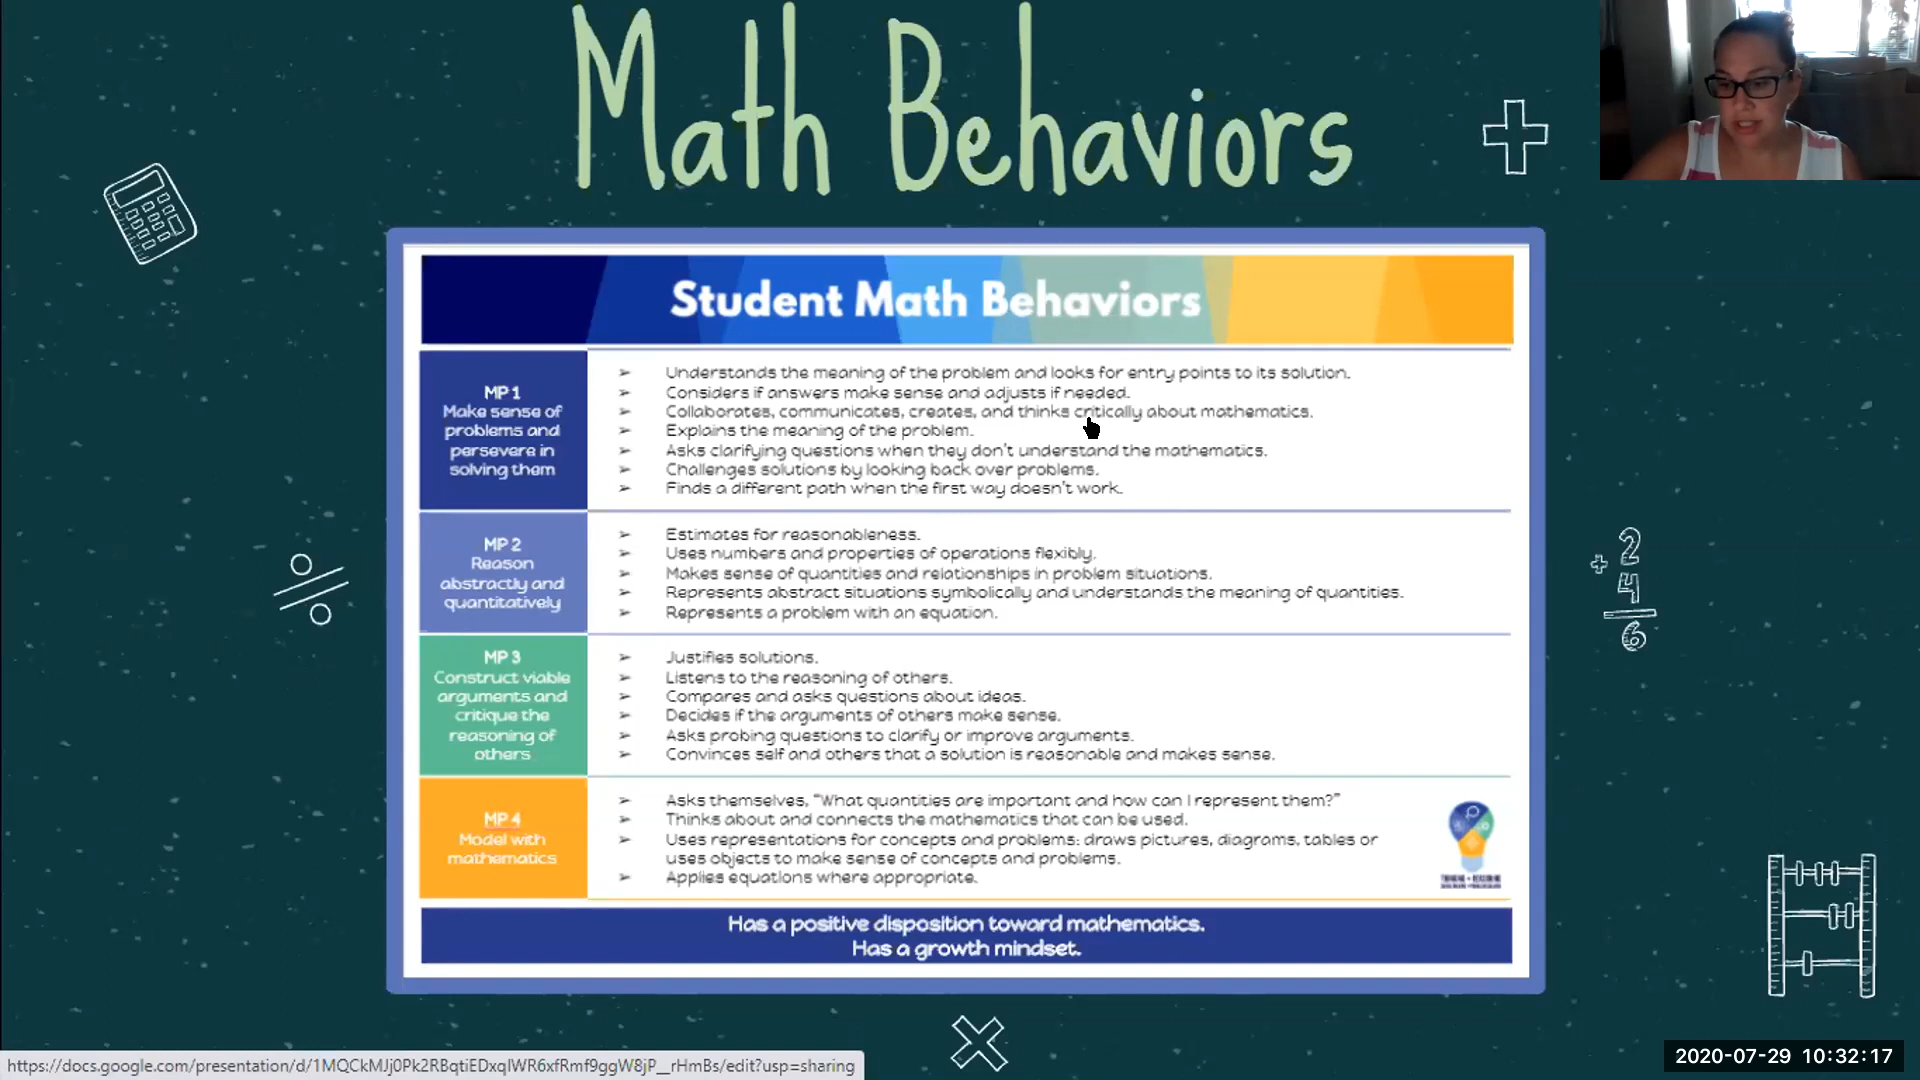 Math Behaviors
Student Math Behaviors
MP 1
Make sense of
problems and
persevere in
solving them
➢ Understands the meaning of the problem and looks for entry points to its solution.
➢ Considers if answers make sense and adjusts if needed.
➢ Collaborates, communicates, creates, and thinks critically about mathematics.
➢ Explains the meaning of the problem.
➢ Asks clarifying questions when they don't understand the mathematics.
➢ Challenges solutions by looking back over problems.
➢ Finds a different path when the first way doesn't work.
MP 2
Reason
abstractly and
quantitatively
➢ Estimates for reasonableness.
➢ Uses numbers and properties of operations flexibly.
➢ Makes sense of quantities and relationships in problem situations.
➢ Represents abstract situations symbolically and understands the meaning of quantities.
➢ Represents a problem with an equation.
MP 3
Construct viable
arguments and
critique the
reasoning of
others
➢ Justifies solutions.
➢ Listens to the reasoning of others.
➢ Compares and asks questions about ideas.
➢ Decides if the arguments of others make sense.
➢ Asks probing questions to clarify or improve arguments.
➢ Convinces self and others that a solution is reasonable and makes sense.
MP 4
Model with
mathematics
➢ Asks themselves, "What quantities are important and how can I represent them?"
➢ Thinks about and connects the mathematics that can be used.
➢ Uses representations for concepts and problems: draws pictures, diagrams, tables or
uses objects to make sense of concepts and problems.
➢ Applies equations where appropriate.
Has a positive disposition toward mathematics.
Has a growth mindset.
2
+ 4
6
https://docs.google.com/presentation/d/1MQCkMJj0Pk2RBqtiEDxqIWR6xfRmf9ggW8jP__rHmBs/edit?usp=sharing
2020-07-29 10:32:17